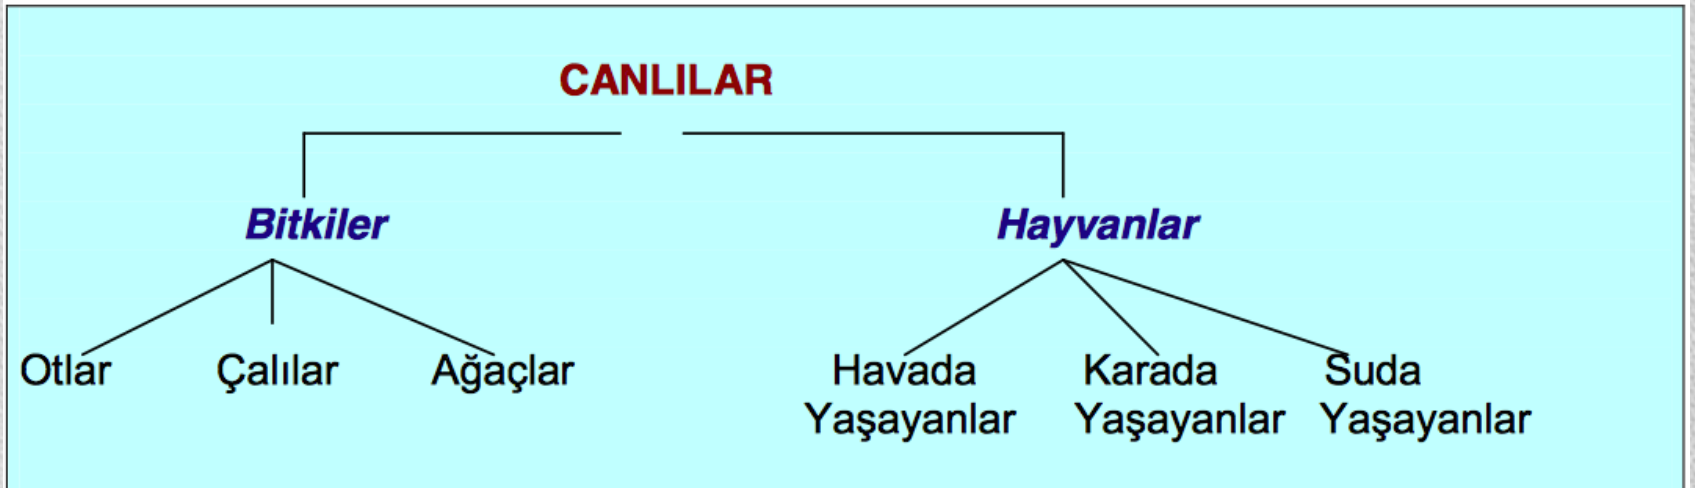 CANLILAR
Bitkiler Hayvanlar
Otlar Çalılar Ağaçlar Havada Karada Suda
Yaşayanlar Yaşayanlar Yaşayanlar